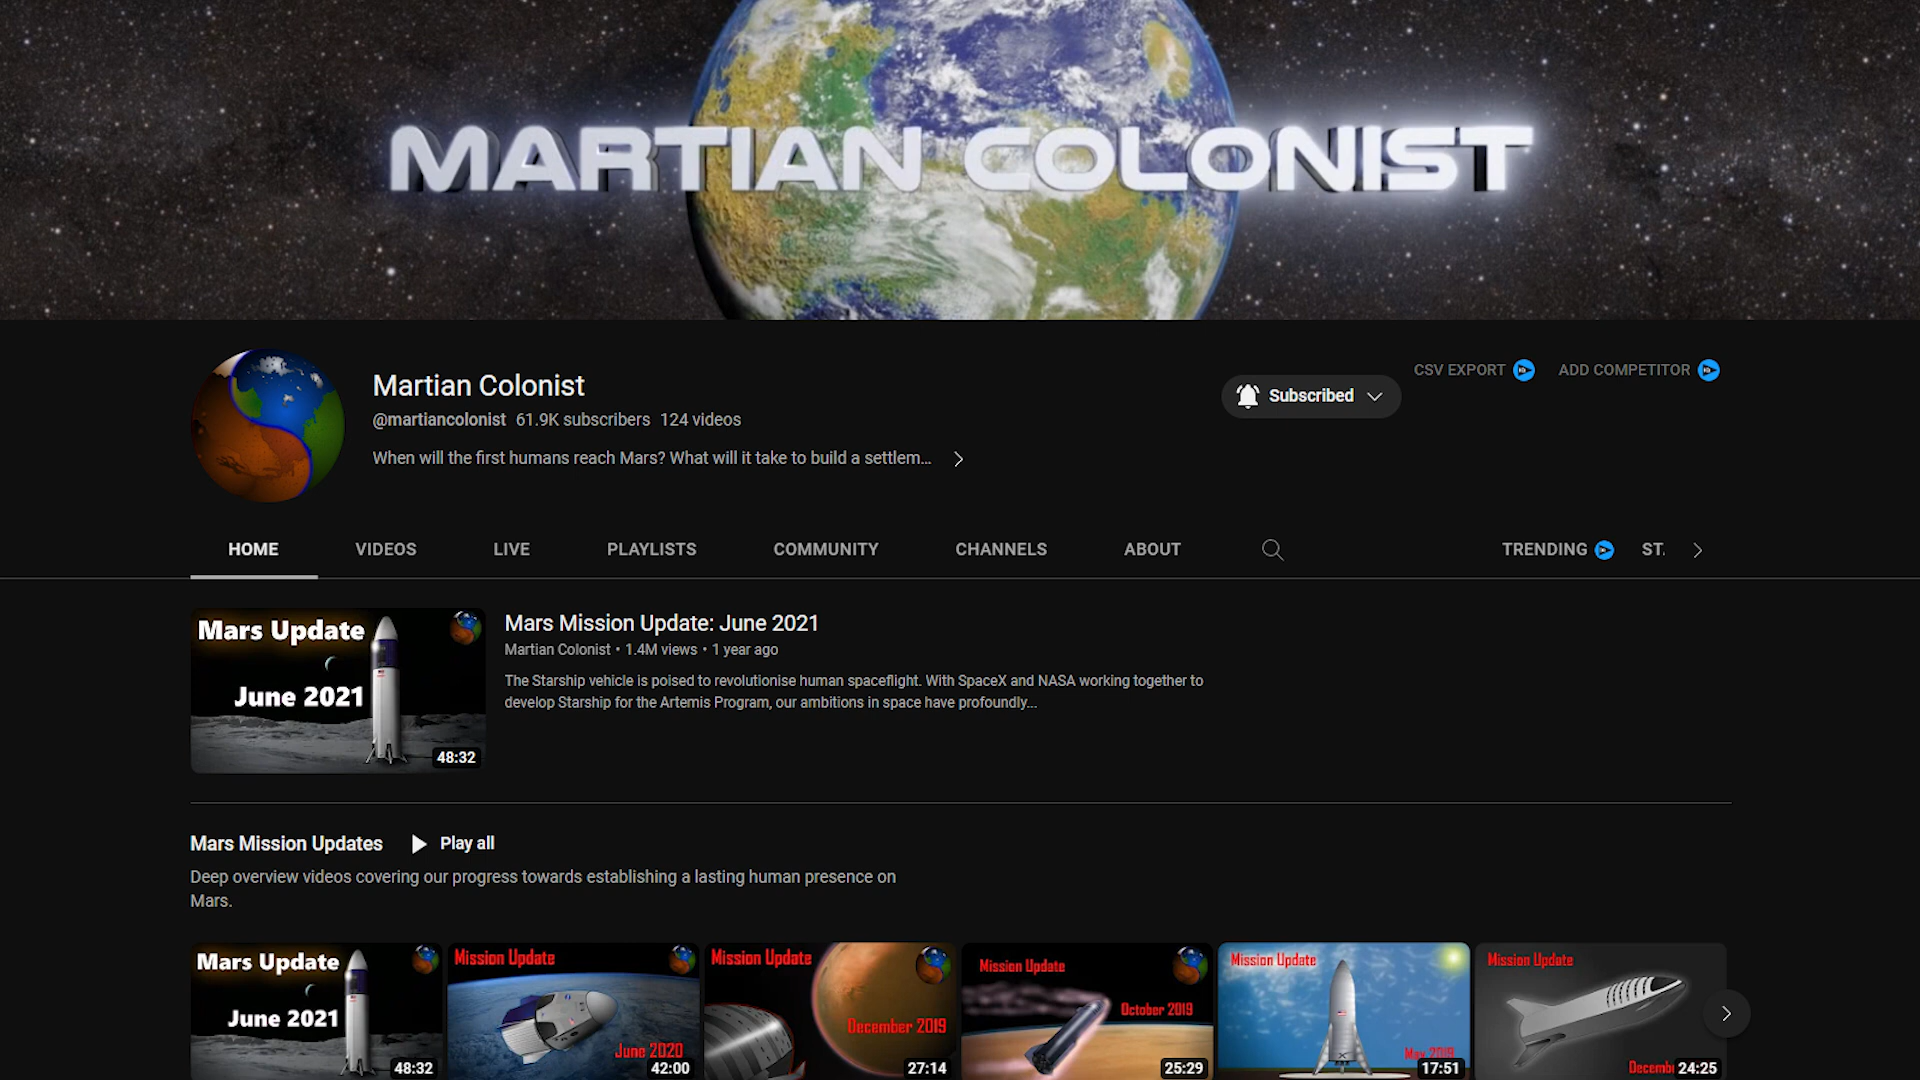 MARTIAN COLONIST
Martian Colonist
@martiancolonist 61.9K subscribers 124 videos
When will the first humans reach Mars? What will it take to build a settlem...
Subscribed
CSV EXPORT
ADD COMPETITOR
HOME
VIDEOS
LIVE
PLAYLISTS
COMMUNITY
CHANNELS
ABOUT
TRENDING
ST.
Mars Update
June 2021
48:32
Mars Mission Update: June 2021
Martian Colonist • 1.4M views • 1 year ago
The Starship vehicle is poised to revolutionise human spaceflight. With SpaceX and NASA working together to
develop Starship for the Artemis Program, our ambitions in space have profoundly...
Mars Mission Updates
Play all
Deep overview videos covering our progress towards establishing a lasting human presence on
Mars.
Mars Update
June 2021
48:32
Mission Update
June 2020
42:00
Mission Update
December 2019
27:14
Mission Update
October 2019
25:29
Mission Update
May 2019
17:51
Mission Update
Decemb
24:25